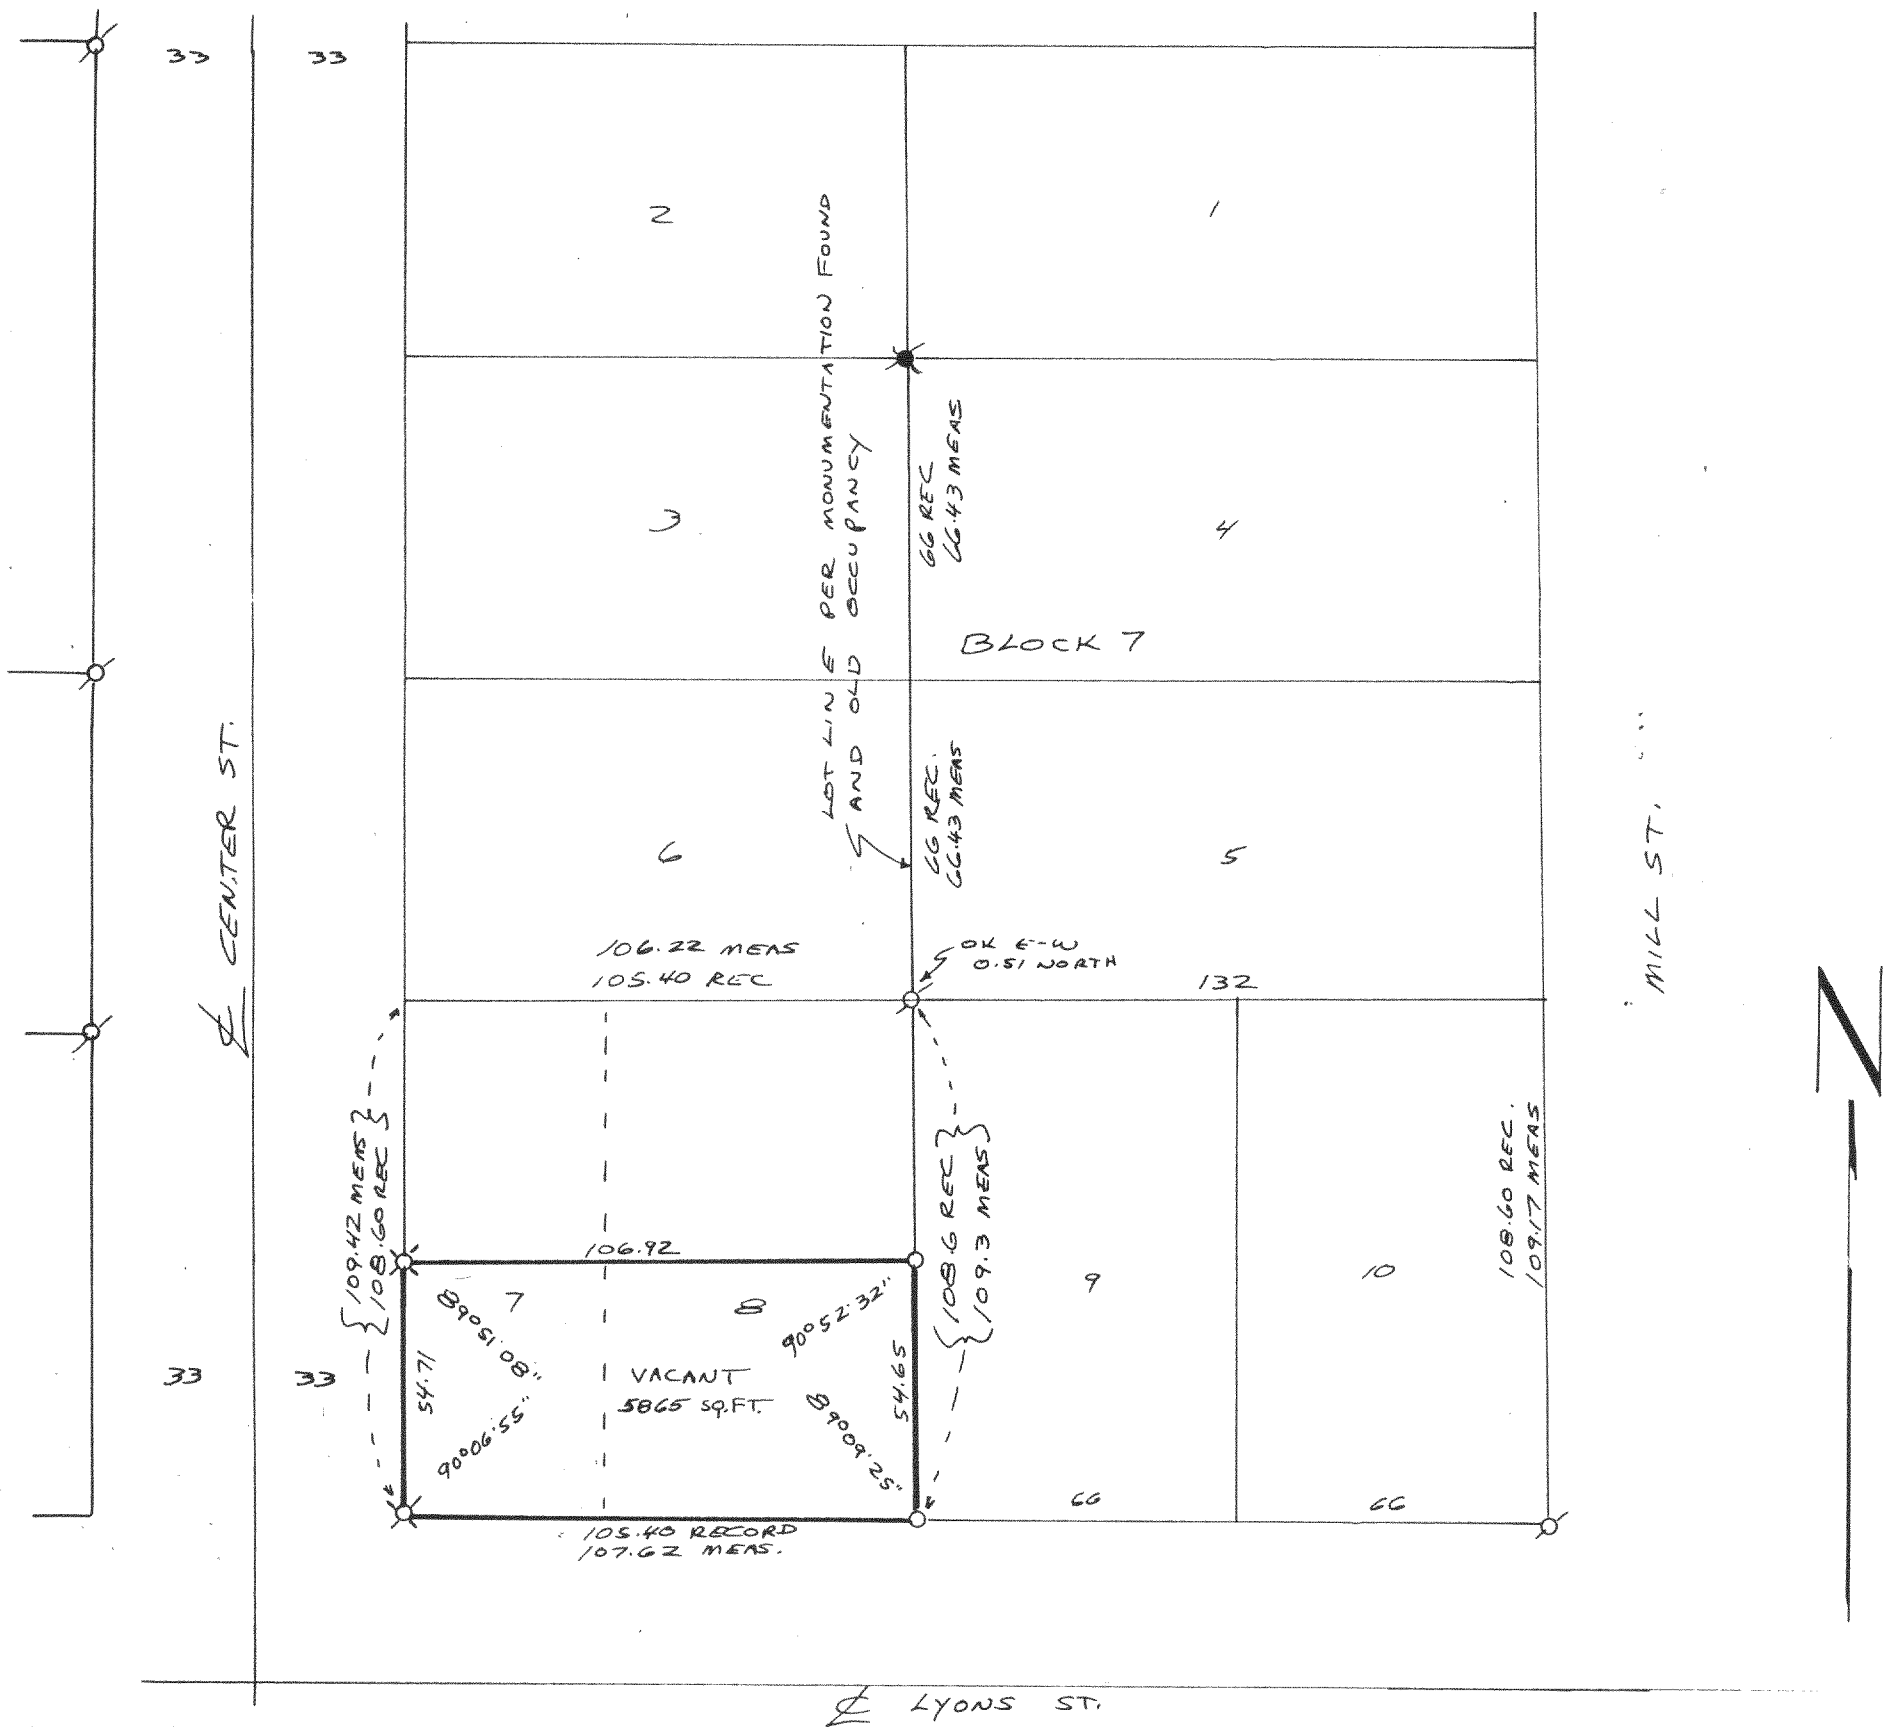 33
33
2
1
LOT LINE PER MONUMENTATION FOUND
AND OLD OCCUPANCY
66 REC
66.43 MEAS
3
4
BLOCK 7
℄ CENTER ST.
66 REC.
66.43 MEAS
6
5
MILL ST.
106.22 MEAS
105.40 REC
OK E-W
0.51 NORTH
132
N
{109.42 MEAS}
{108.60 REC}
{108.6 REC}
{109.3 MEAS}
108.60 REC.
109.17 MEAS
106.92
7
8
9
10
89°51'08"
90°52'32"
33
33
54.71
VACANT
5865 SQ.FT.
54.65
90°06'55"
89°09'25"
66
66
105.40 RECORD
107.62 MEAS.
℄ LYONS ST.